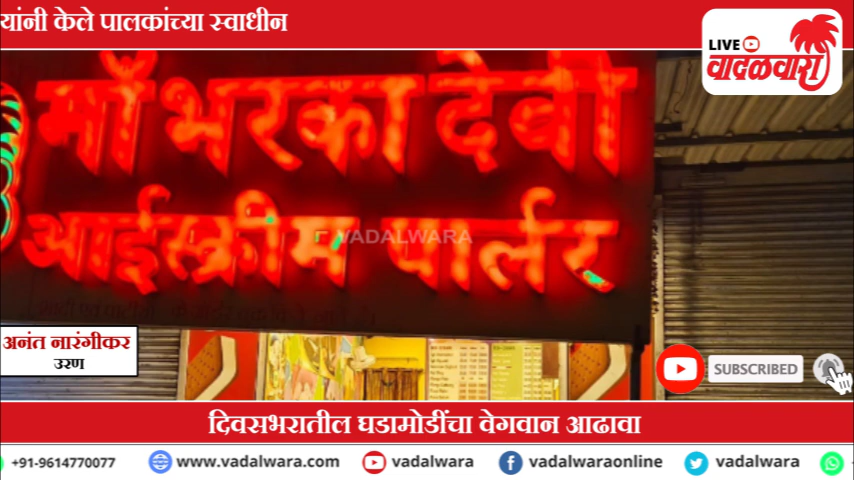 यांनी केले पालकांच्या स्वाधीन
LIVE
वादळवारा
माँ भरका देवी
आईस्क्रीम पार्लर
VADALWARA
अनंत नारंगीकर
उरण
SUBSCRIBED
दिवसभरातील घडामोडींचा वेगवान आढावा
+91-9614770077 www.vadalwara.com vadalwara vadalwaraonline vadalwara